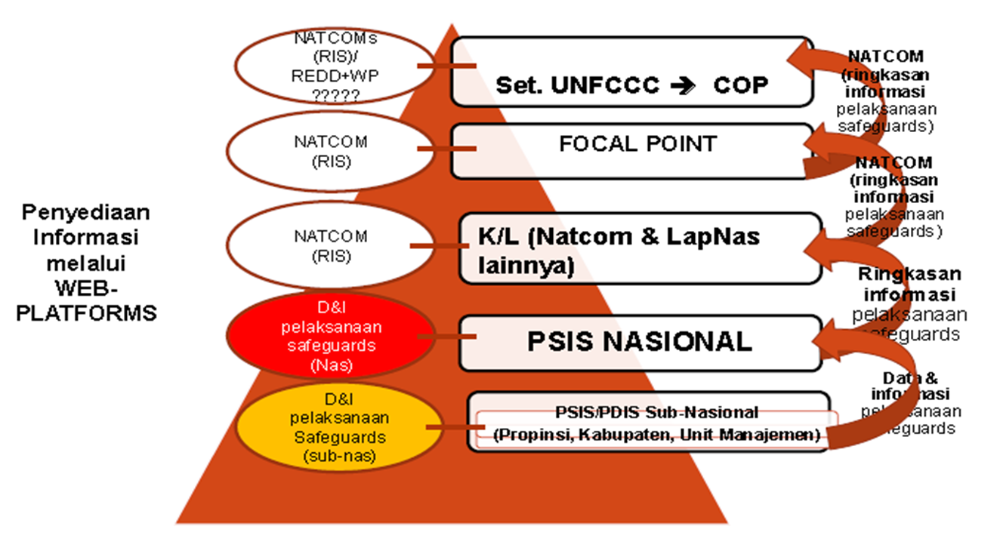 NATCOMs
(RIS)/
REDD+WP
?????
Set. UNFCCC ➔ COP
NATCOM
(ringkasan
informasi
pelaksanaan
safeguards)
NATCOM
(RIS)
FOCAL POINT
NATCOM
(ringkasan
informasi
pelaksanaan
safeguards)
Penyediaan
Informasi
melalui
WEB-
PLATFORMS
NATCOM
(RIS)
K/L (Natcom & LapNas
lainnya)
Ringkasan
informasi
pelaksanaan
safeguards
D&I
pelaksanaan
safeguards
(Nas)
PSIS NASIONAL
Data &
informasi
pelaksanaan
safeguards
D&I
pelaksanaan
Safeguards
(sub-nas)
PSIS/PDIS Sub-Nasional
(Propinsi, Kabupaten, Unit Manajemen)